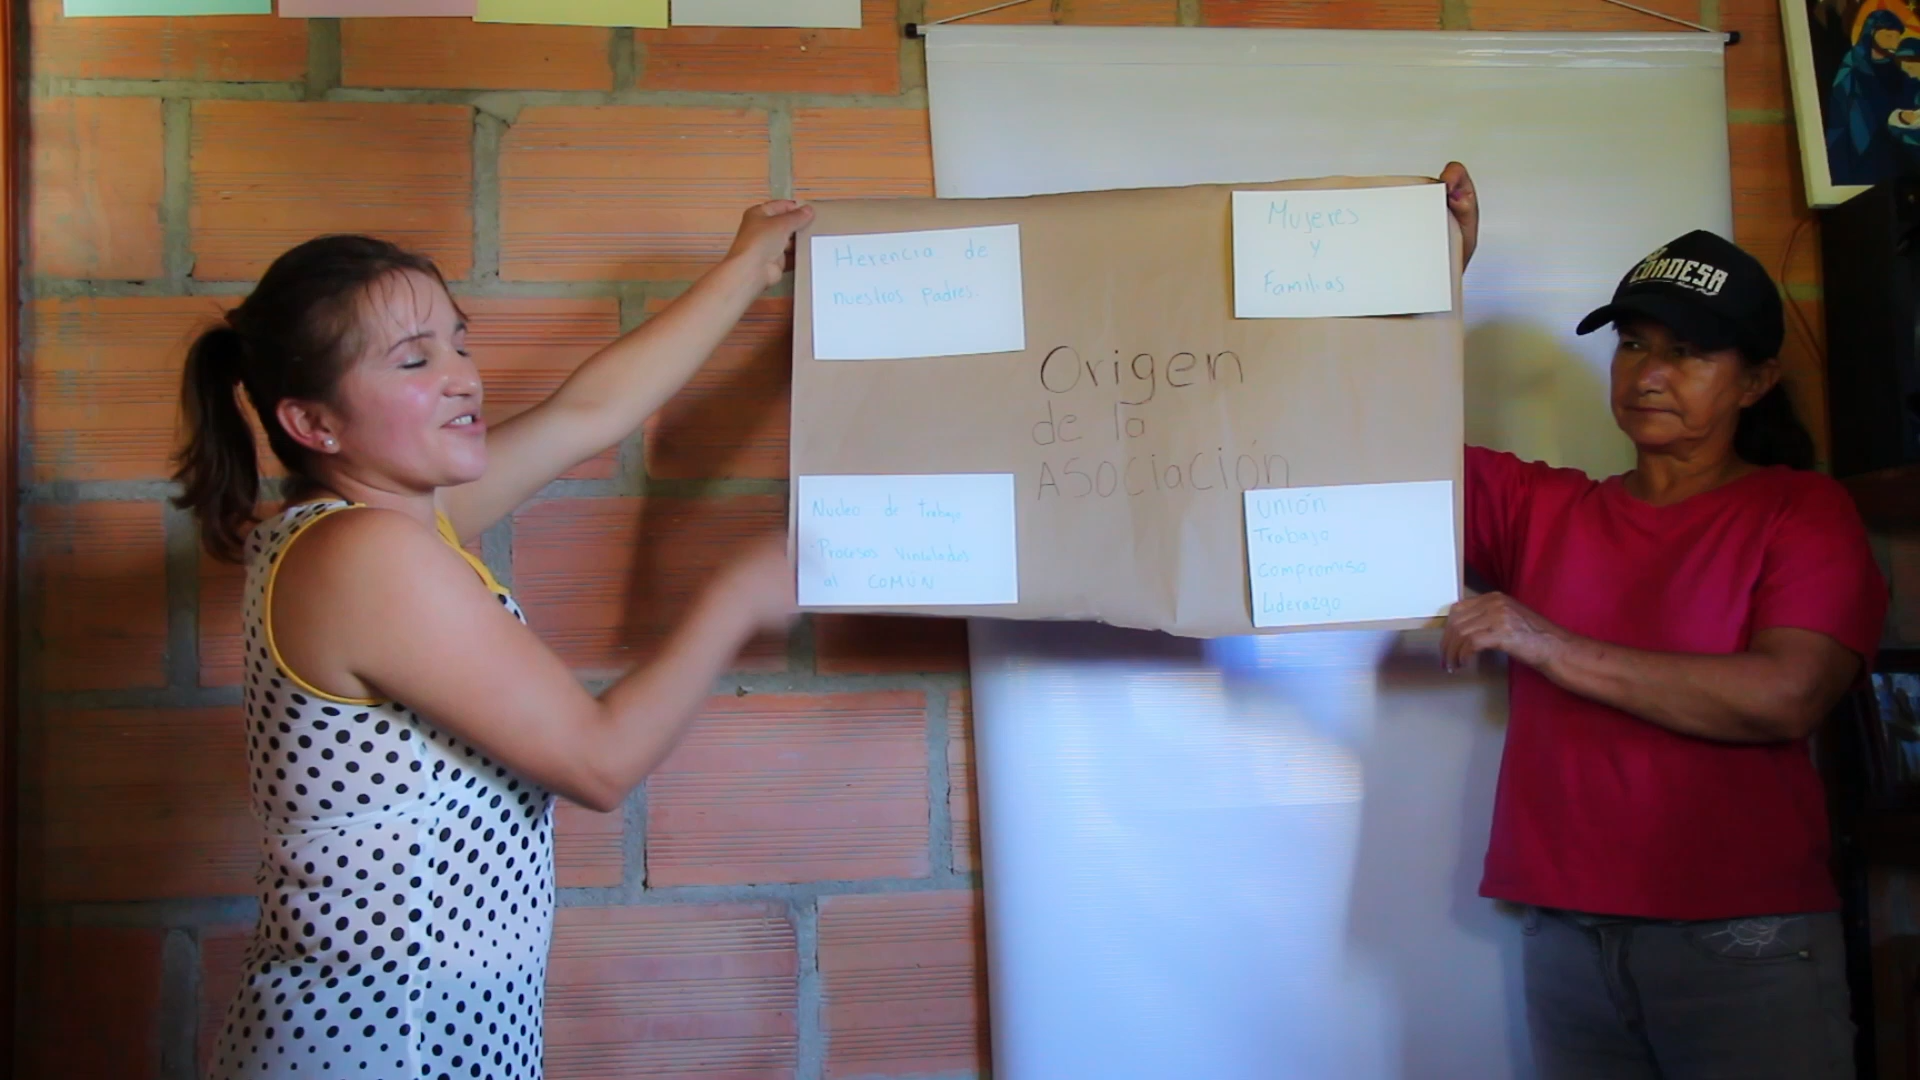 Herencia de
nuestros padres.
Mujeres
y
Familias
Origen
de la
Asociación
Nucleo de trabajo
·Procesos vinculados
al COMÚN
Unión
Trabajo
compromiso
Liderazgo
CONDESA